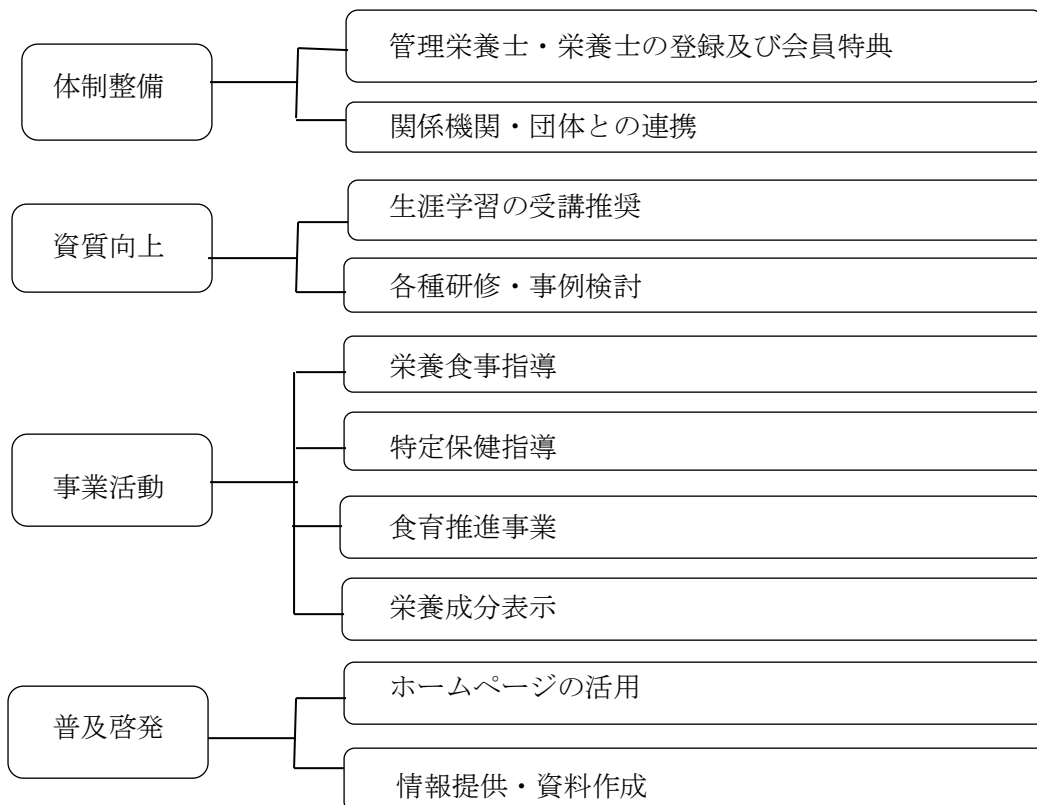 体制整備
管理栄養士・栄養士の登録及び会員特典
関係機関・団体との連携
資質向上
生涯学習の受講推奨
各種研修・事例検討
事業活動
栄養食事指導
特定保健指導
食育推進事業
栄養成分表示
普及啓発
ホームページの活用
情報提供・資料作成